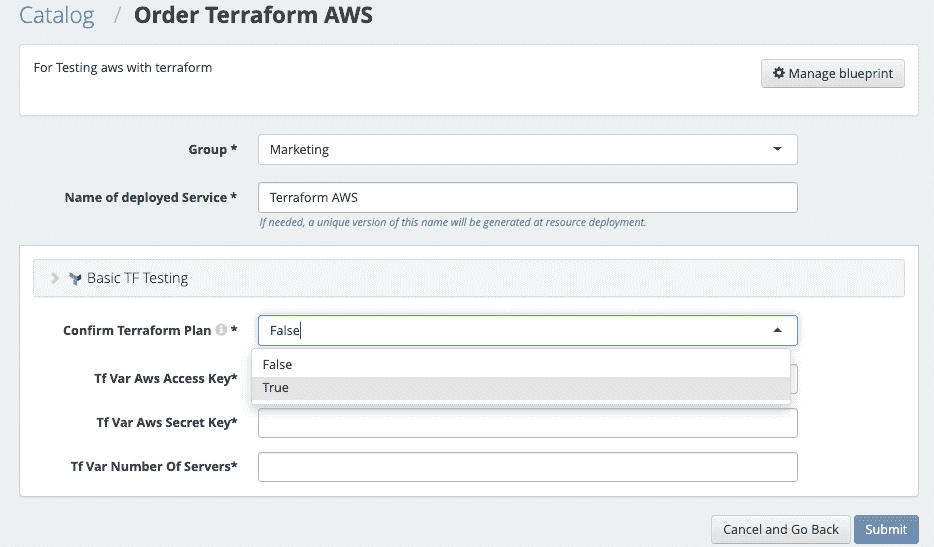 Catalog / Order Terraform AWS
For Testing aws with terraform
Manage blueprint
Group * Marketing
Name of deployed Service * Terraform AWS
If needed, a unique version of this name will be generated at resource deployment.
Basic TF Testing
Confirm Terraform Plan * False
False
True
Tf Var Aws Access Key*
Tf Var Aws Secret Key*
Tf Var Number Of Servers*
Cancel and Go Back Submit